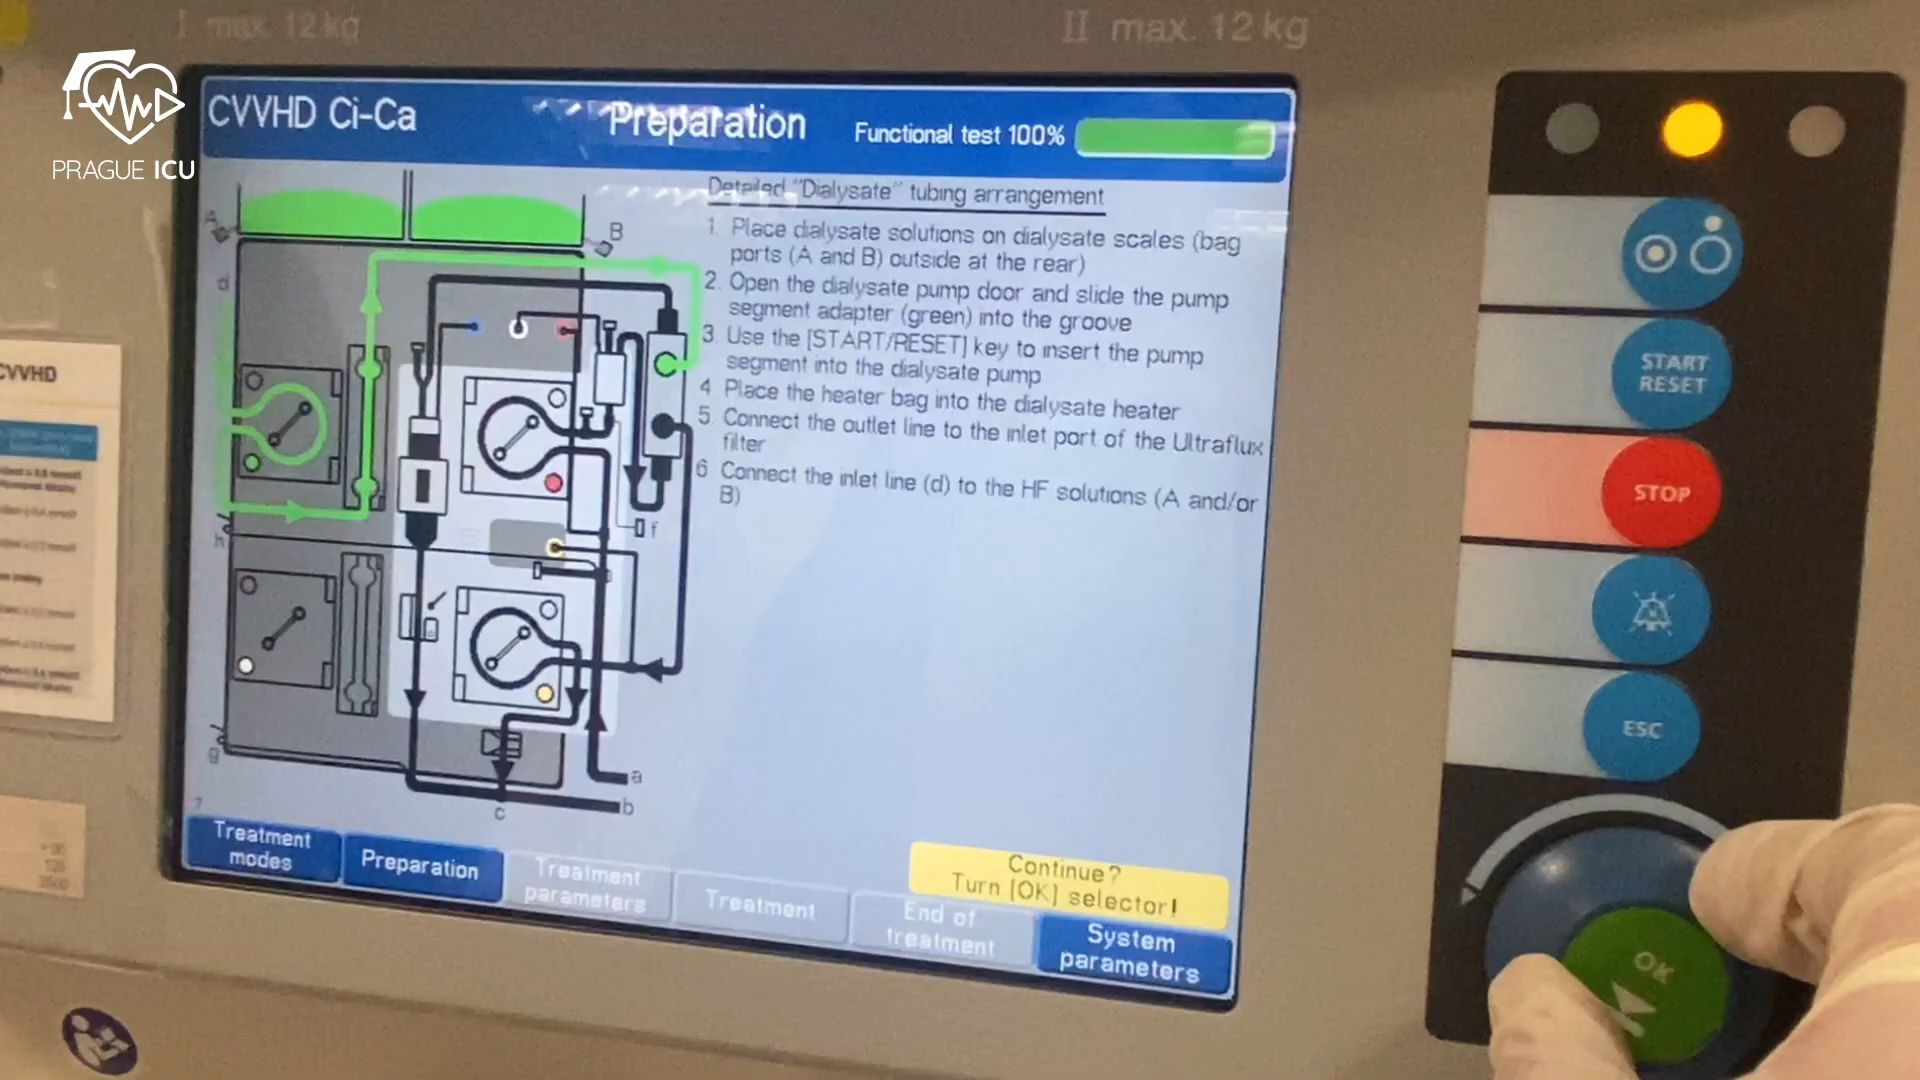 I max. 12 kg
II max. 12 kg
PRAGUE ICU
CVVHD Ci-Ca
Preparation
Functional test 100%
Detailed "Dialysate" tubing arrangement
1. Place dialysate solutions on dialysate scales (bag
ports (A and B) outside at the rear)
2. Open the dialysate pump door and slide the pump
segment adapter (green) into the groove
3. Use the [START/RESET] key to insert the pump
segment into the dialysate pump
4 Place the heater bag into the dialysate heater
5. Connect the outlet line to the inlet port of the Ultraflux
filter
6 Connect the inlet line (d) to the HF solutions (A and/or
B)
A
B
d
h
f
g
a
b
c
7
Treatment
modes
Preparation
Treatment
parameters
Treatment
End of
treatment
Continue?
Turn [OK] selector!
System
parameters
START
RESET
STOP
ESC
OK
CVVHD